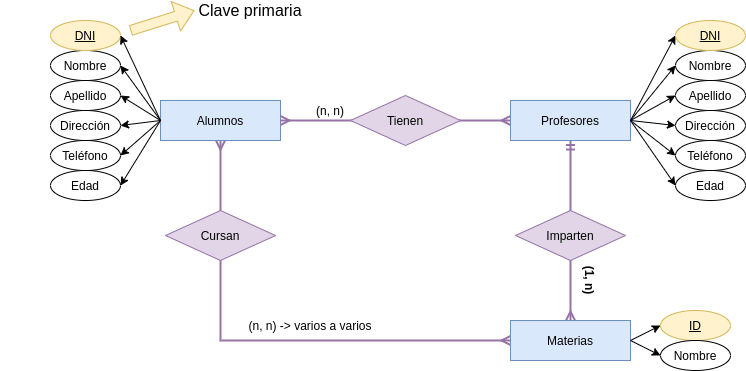 Clave primaria
DNI
Nombre
Apellido
Dirección
Teléfono
Edad
Alumnos
(n, n)
Tienen
Profesores
DNI
Nombre
Apellido
Dirección
Teléfono
Edad
Cursan
Imparten
(1, n)
(n, n) -> varios a varios
Materias
ID
Nombre